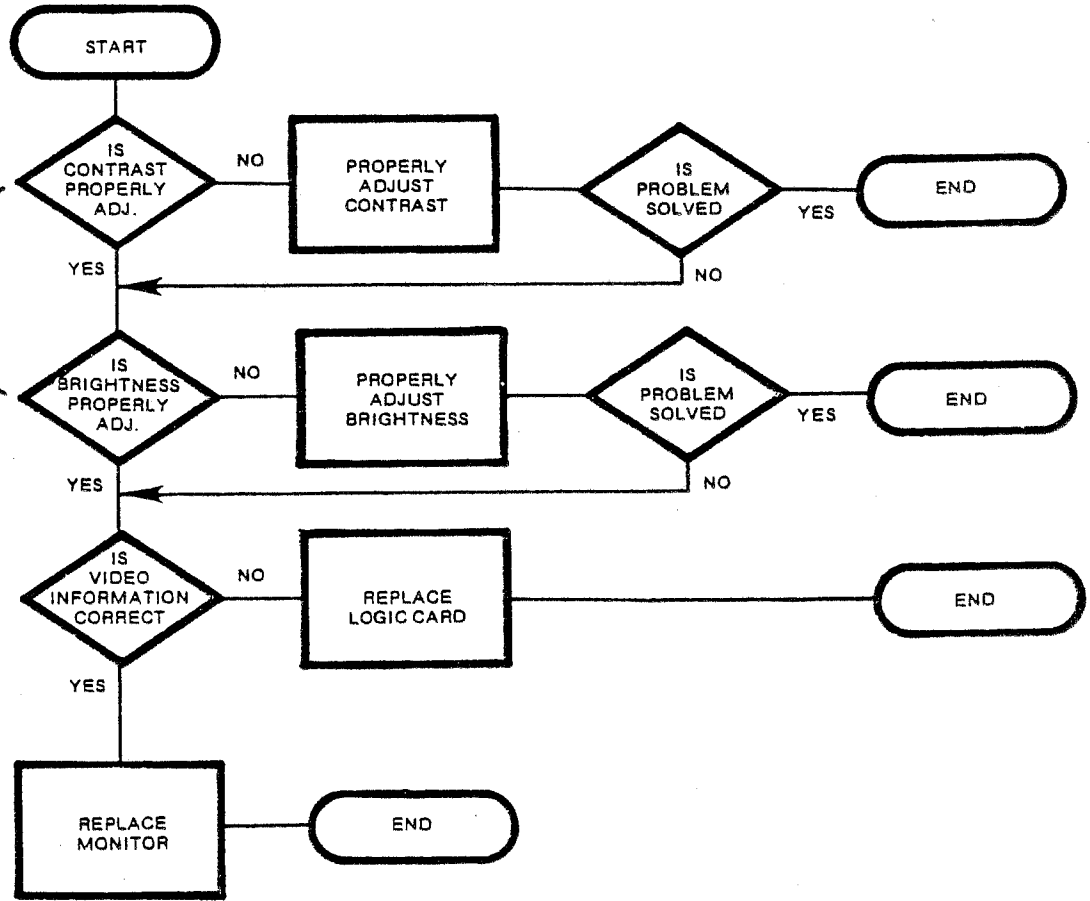 START
IS
CONTRAST
PROPERLY
ADJ.
NO
PROPERLY
ADJUST
CONTRAST
IS
PROBLEM
SOLVED
YES
END
YES
NO
IS
BRIGHTNESS
PROPERLY
ADJ.
NO
PROPERLY
ADJUST
BRIGHTNESS
IS
PROBLEM
SOLVED
YES
END
YES
NO
IS
VIDEO
INFORMATION
CORRECT
NO
REPLACE
LOGIC CARD
END
YES
REPLACE
MONITOR
END